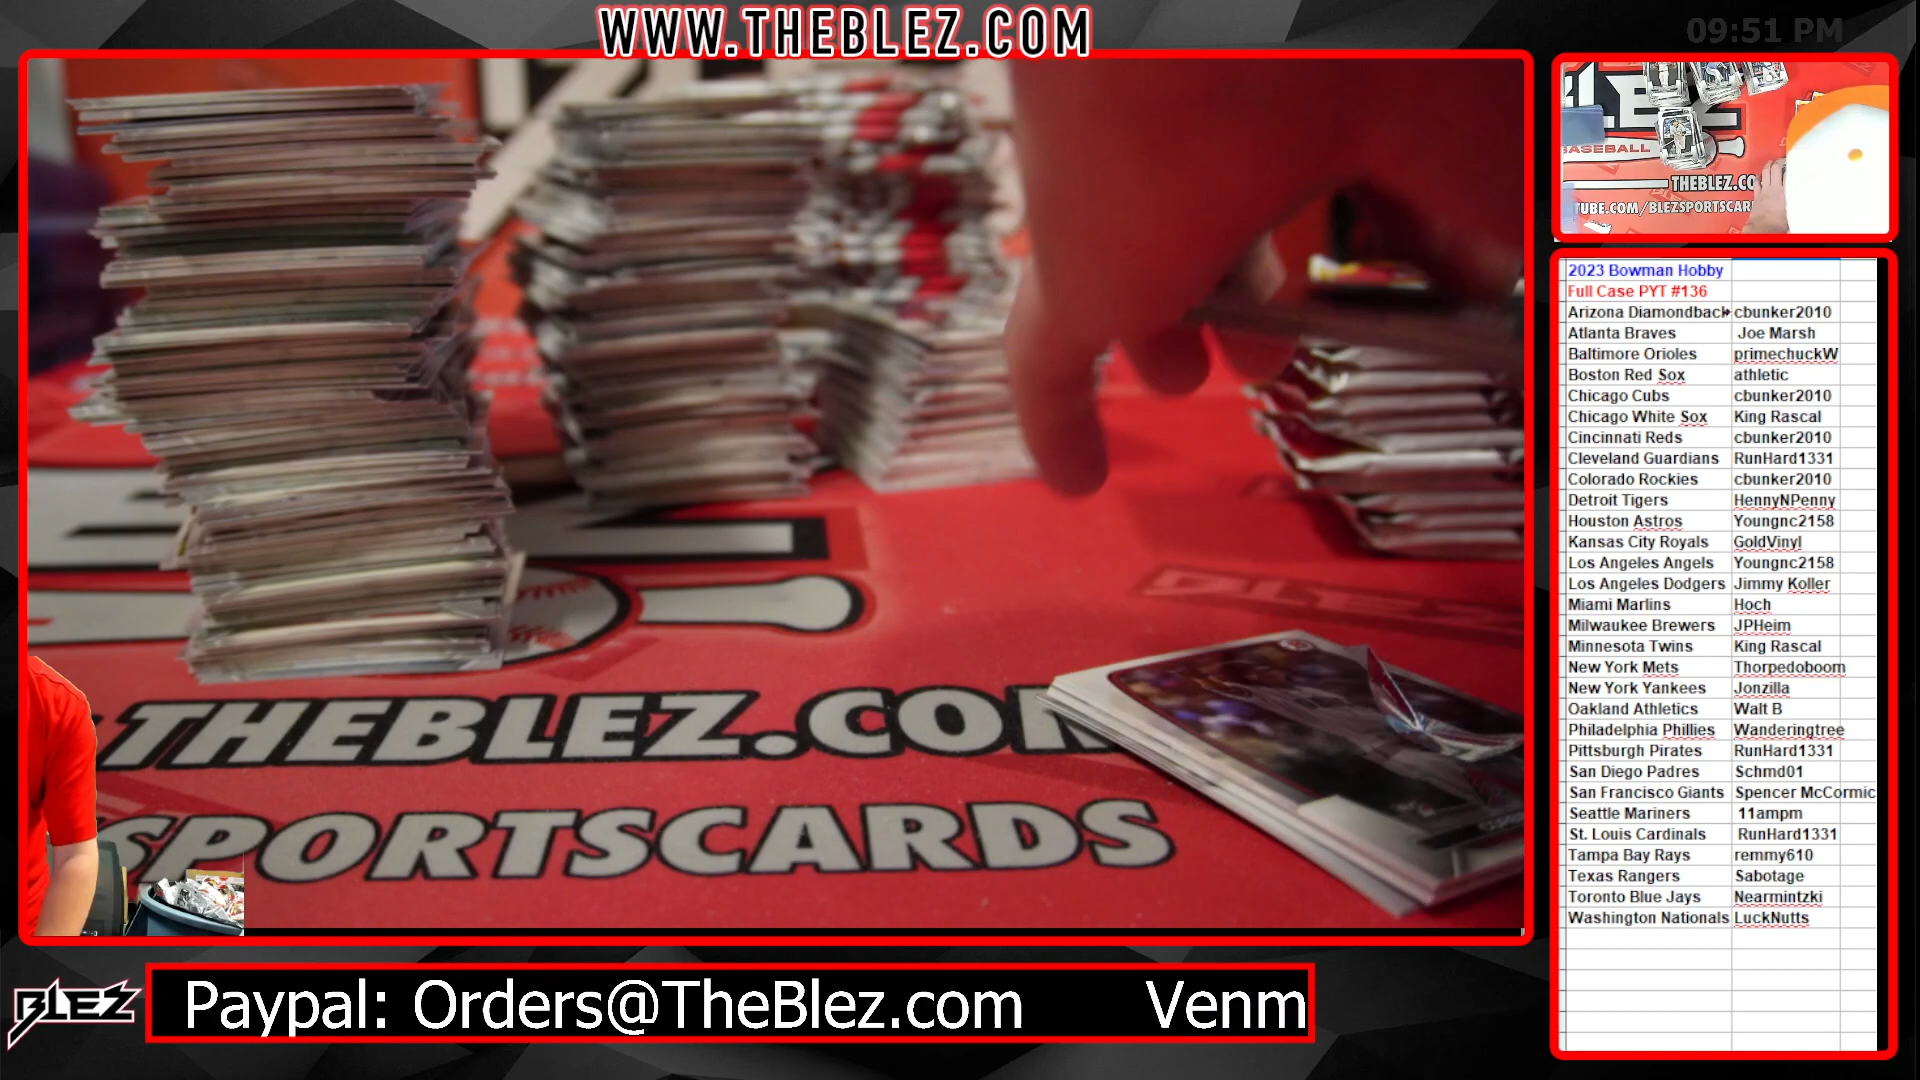 WWW.THEBLEZ.COM
09:51 PM
BASEBALL
THEBLEZ.CO
TUBE.COM/BLEZSPORTSCAR
2023 Bowman Hobby
Full Case PYT #136
Arizona Diamondback cbunker2010
Atlanta Braves Joe Marsh
Baltimore Orioles primechuckW
Boston Red Sox athletic
Chicago Cubs cbunker2010
Chicago White Sox King Rascal
Cincinnati Reds cbunker2010
Cleveland Guardians RunHard1331
Colorado Rockies cbunker2010
Detroit Tigers HennyNPenny
Houston Astros Youngnc2158
Kansas City Royals GoldVinyl
Los Angeles Angels Youngnc2158
Los Angeles Dodgers Jimmy Koller
Miami Marlins Hoch
Milwaukee Brewers JPHeim
Minnesota Twins King Rascal
New York Mets Thorpedoboom
New York Yankees Jonzilla
Oakland Athletics Walt B
Philadelphia Phillies Wanderingtree
Pittsburgh Pirates RunHard1331
San Diego Padres Schmd01
San Francisco Giants Spencer McCormic
Seattle Mariners 11ampm
St. Louis Cardinals RunHard1331
Tampa Bay Rays remmy610
Texas Rangers Sabotage
Toronto Blue Jays Nearmintzki
Washington Nationals LuckNutts
THEBLEZ.COM
SPORTSCARDS
BLEZ
Paypal: Orders@TheBlez.com Venm